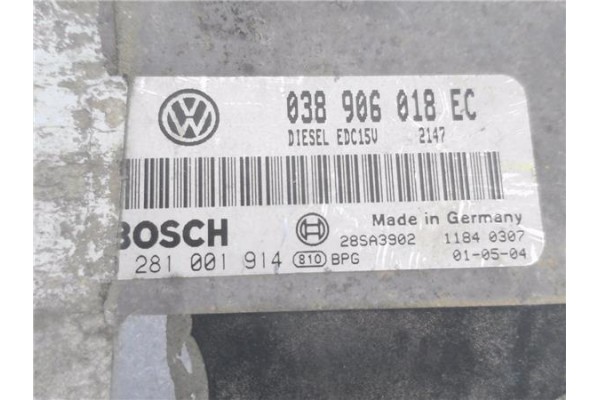 038 906 018 EC
DIESEL EDC15V 2147
BOSCH Made in Germany
28SA3902 1184 0307
281 001 914 810 BPG 01-05-04